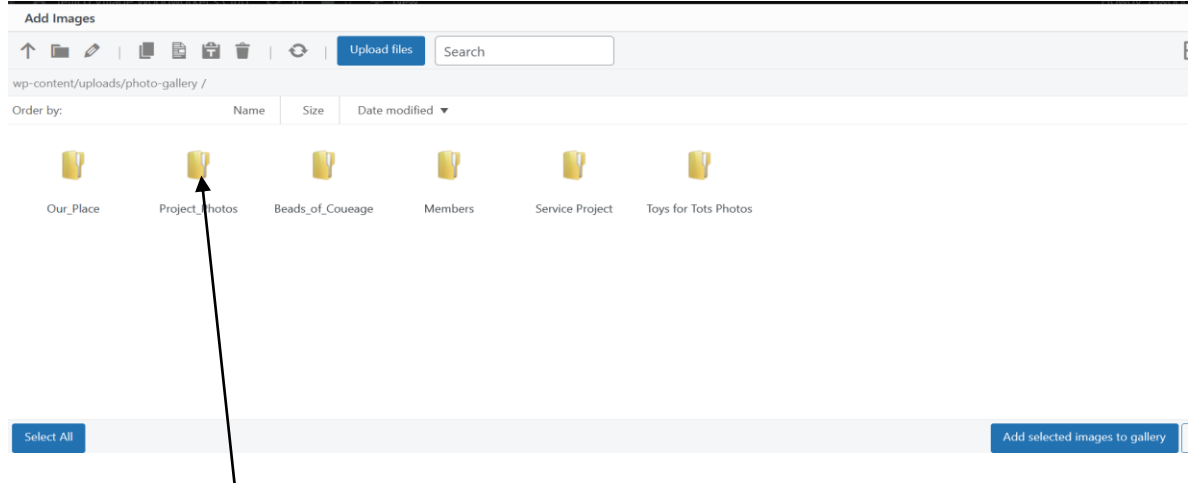 Add Images
Upload files Search
wp-content/uploads/photo-gallery /
Order by: Name Size Date modified
Our_Place Project_Photos Beads_of_Coueage Members Service Project Toys for Tots Photos
Select All Add selected images to gallery